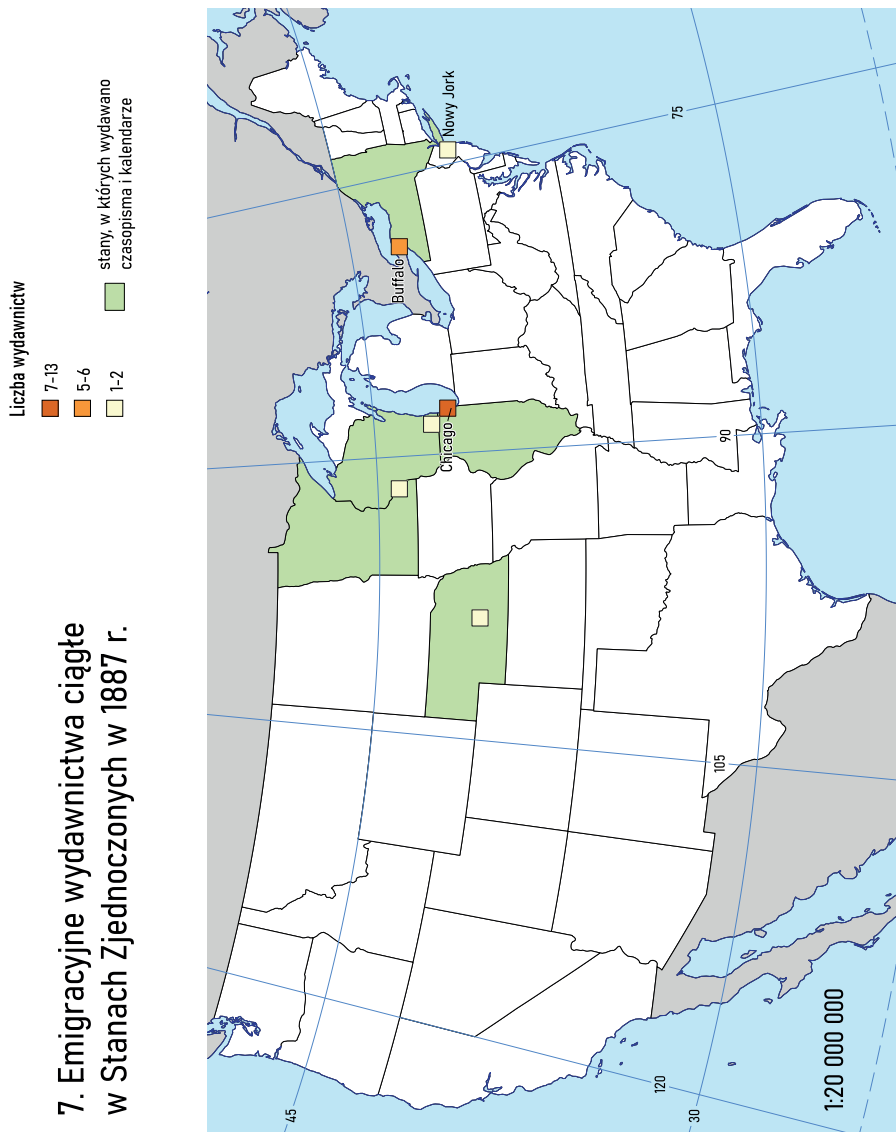 7. Emigracyjne wydawnictwa ciągłe
w Stanach Zjednoczonych w 1887 r.
Liczba wydawnictw
7–13
5–6
1–2
stany, w których wydawano
czasopisma i kalendarze
Buffalo
Nowy Jork
Chicago
45
30
120
105
90
75
1:20 000 000